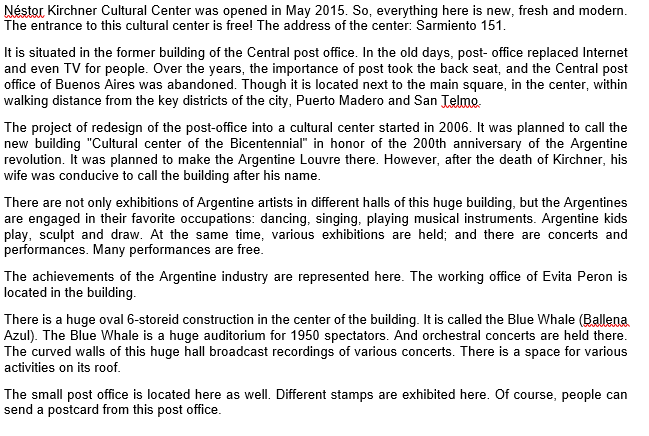 Néstor Kirchner Cultural Center was opened in May 2015. So, everything here is new, fresh and modern.
The entrance to this cultural center is free! The address of the center: Sarmiento 151.
It is situated in the former building of the Central post office. In the old days, post- office replaced Internet
and even TV for people. Over the years, the importance of post took the back seat, and the Central post
office of Buenos Aires was abandoned. Though it is located next to the main square, in the center, within
walking distance from the key districts of the city, Puerto Madero and San Telmo.
The project of redesign of the post-office into a cultural center started in 2006. It was planned to call the
new building "Cultural center of the Bicentennial" in honor of the 200th anniversary of the Argentine
revolution. It was planned to make the Argentine Louvre there. However, after the death of Kirchner, his
wife was conducive to call the building after his name.
There are not only exhibitions of Argentine artists in different halls of this huge building, but the Argentines
are engaged in their favorite occupations: dancing, singing, playing musical instruments. Argentine kids
play, sculpt and draw. At the same time, various exhibitions are held; and there are concerts and
performances. Many performances are free.
The achievements of the Argentine industry are represented here. The working office of Evita Peron is
located in the building.
There is a huge oval 6-storeid construction in the center of the building. It is called the Blue Whale (Ballena
Azul). The Blue Whale is a huge auditorium for 1950 spectators. And orchestral concerts are held there.
The curved walls of this huge hall broadcast recordings of various concerts. There is a space for various
activities on its roof.
The small post office is located here as well. Different stamps are exhibited here. Of course, people can
send a postcard from this post office.